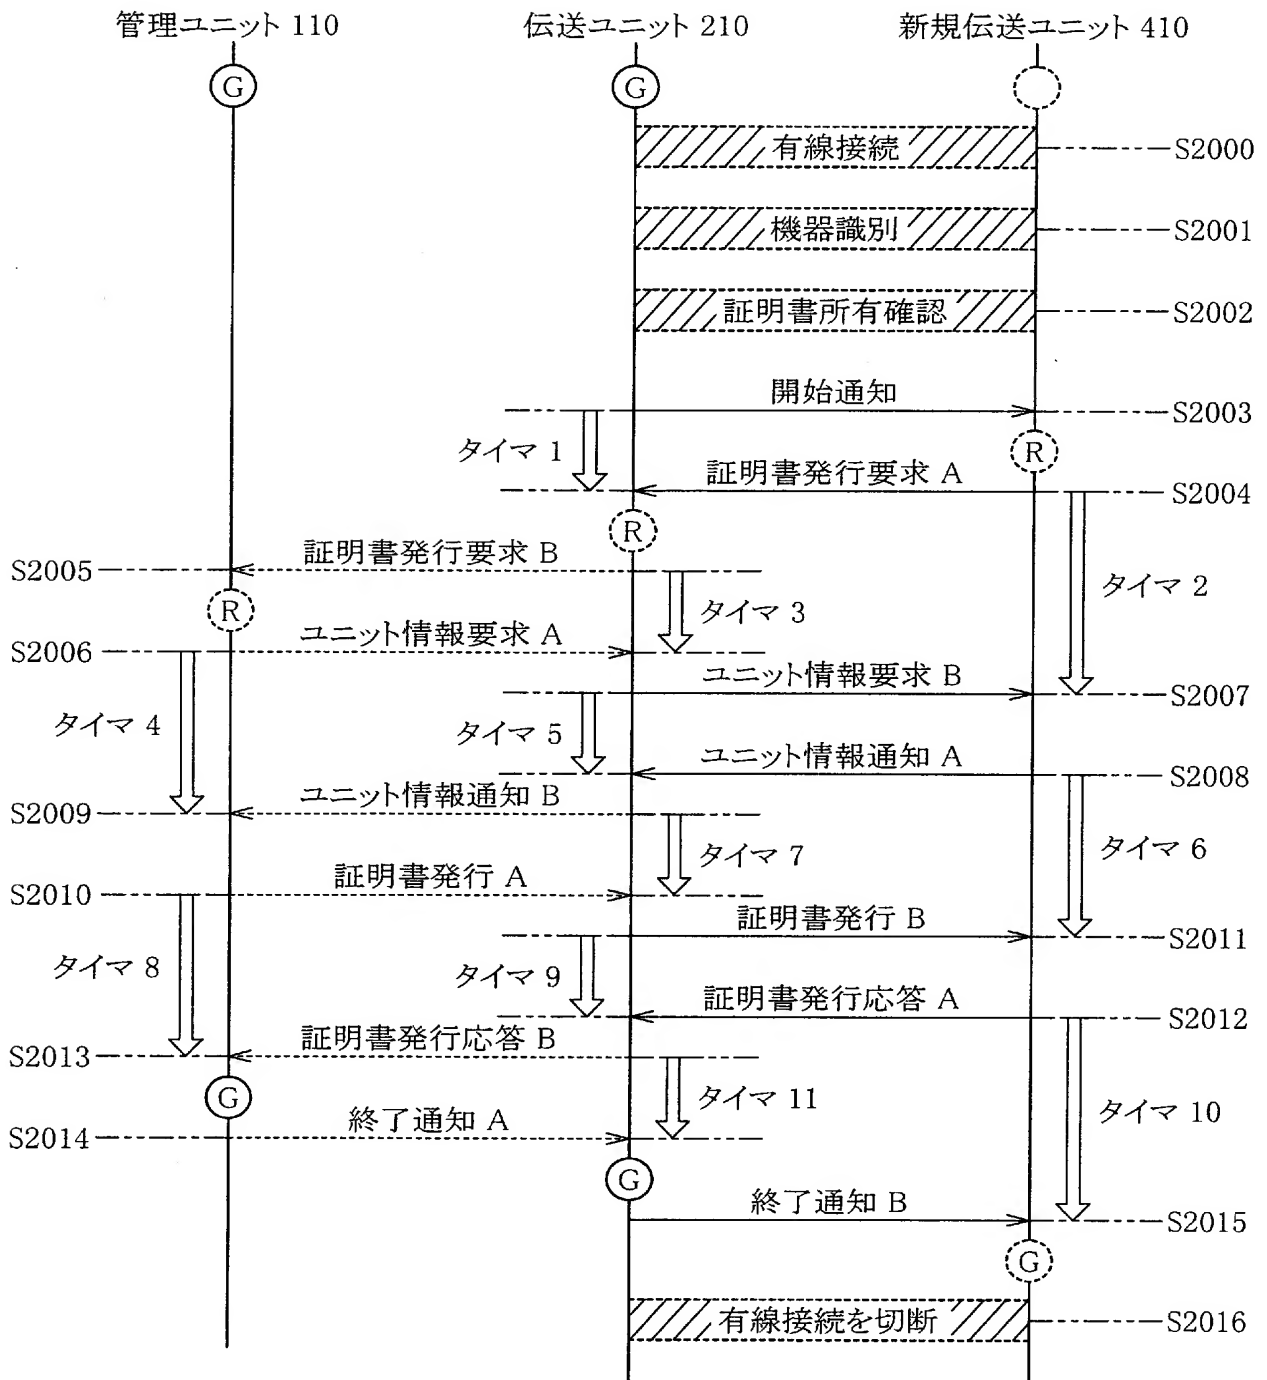 管理ユニット 110
伝送ユニット 210
新規伝送ユニット 410
G
G
有線接続
S2000
機器識別
S2001
証明書所有確認
S2002
開始通知
S2003
タイマ 1
R
証明書発行要求 A
S2004
R
証明書発行要求 B
S2005
タイマ 2
R
タイマ 3
ユニット情報要求 A
S2006
ユニット情報要求 B
S2007
タイマ 4
タイマ 5
ユニット情報通知 A
S2008
ユニット情報通知 B
S2009
タイマ 7
タイマ 6
証明書発行 A
S2010
証明書発行 B
S2011
タイマ 8
タイマ 9
証明書発行応答 A
S2012
証明書発行応答 B
S2013
G
タイマ 11
タイマ 10
終了通知 A
S2014
G
終了通知 B
S2015
G
有線接続を切断
S2016